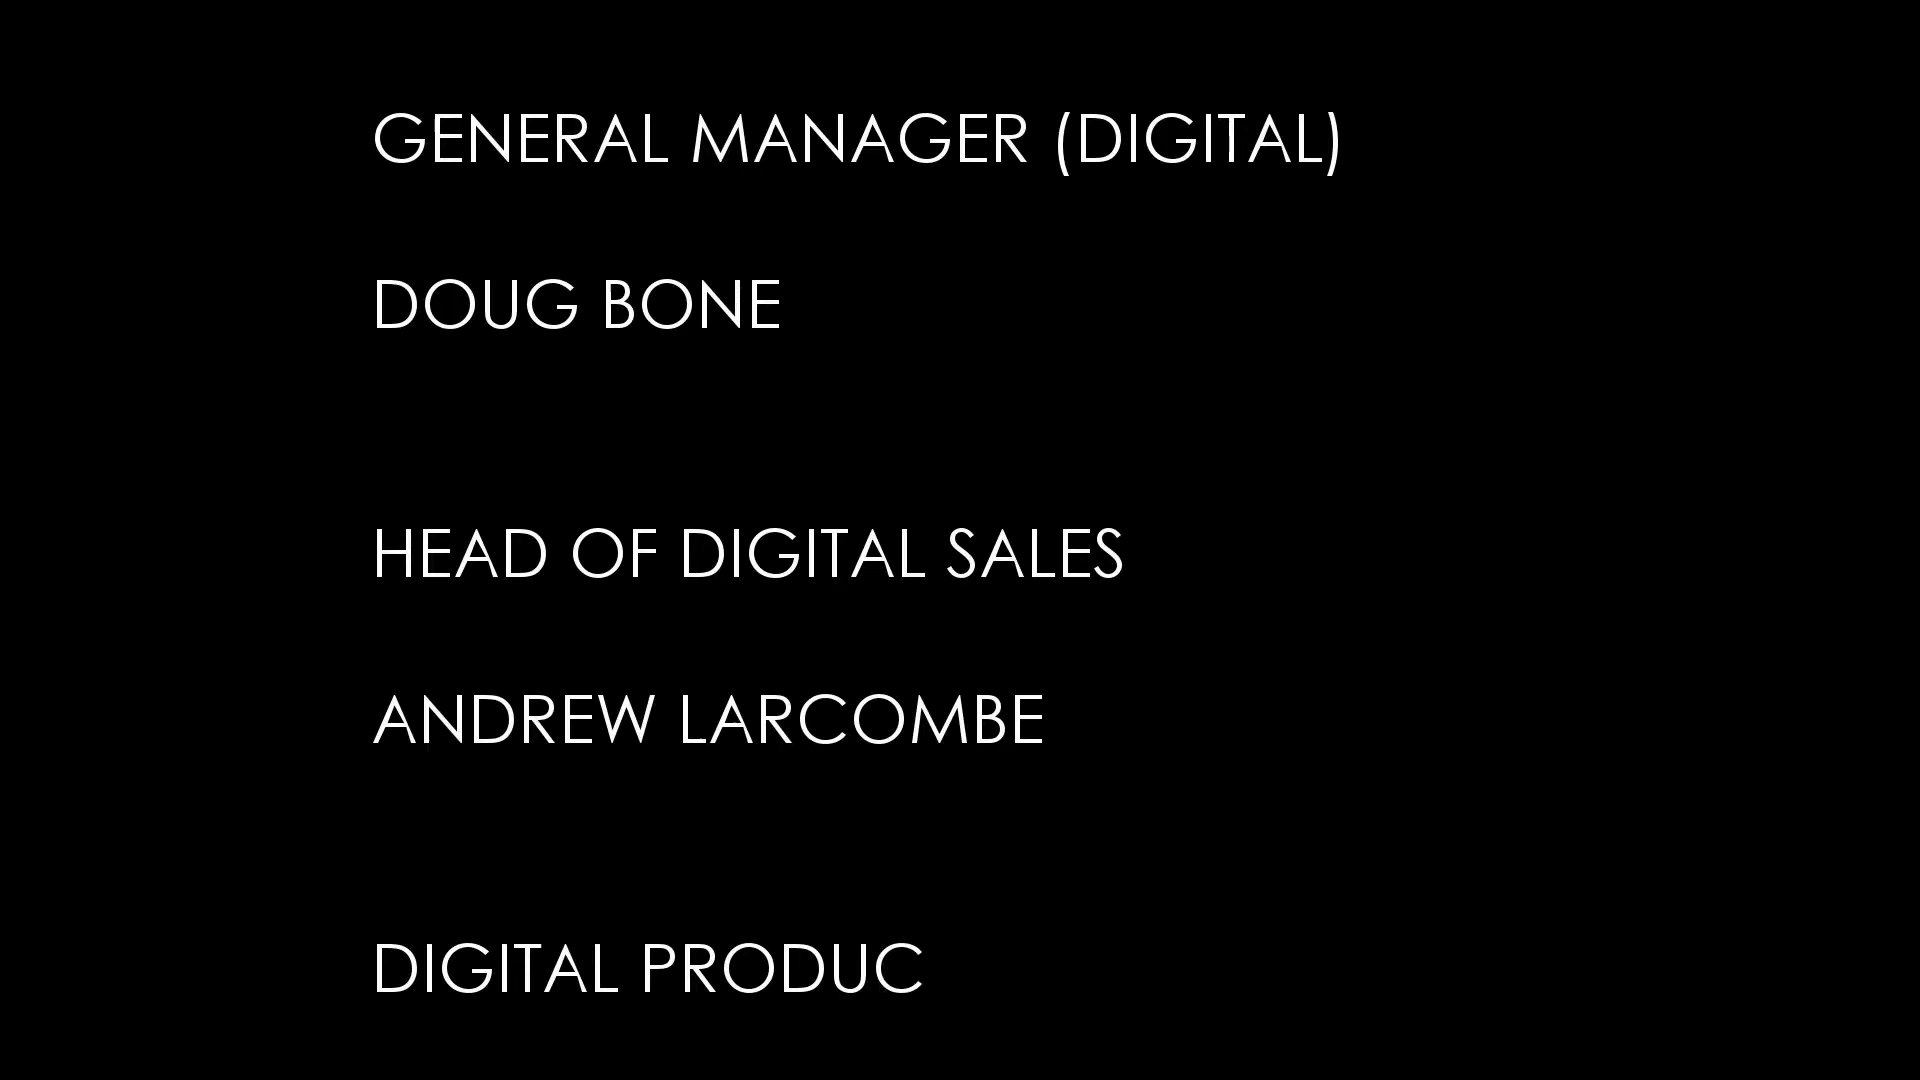 GENERAL MANAGER (DIGITAL)
DOUG BONE
HEAD OF DIGITAL SALES
ANDREW LARCOMBE
DIGITAL PRODUC